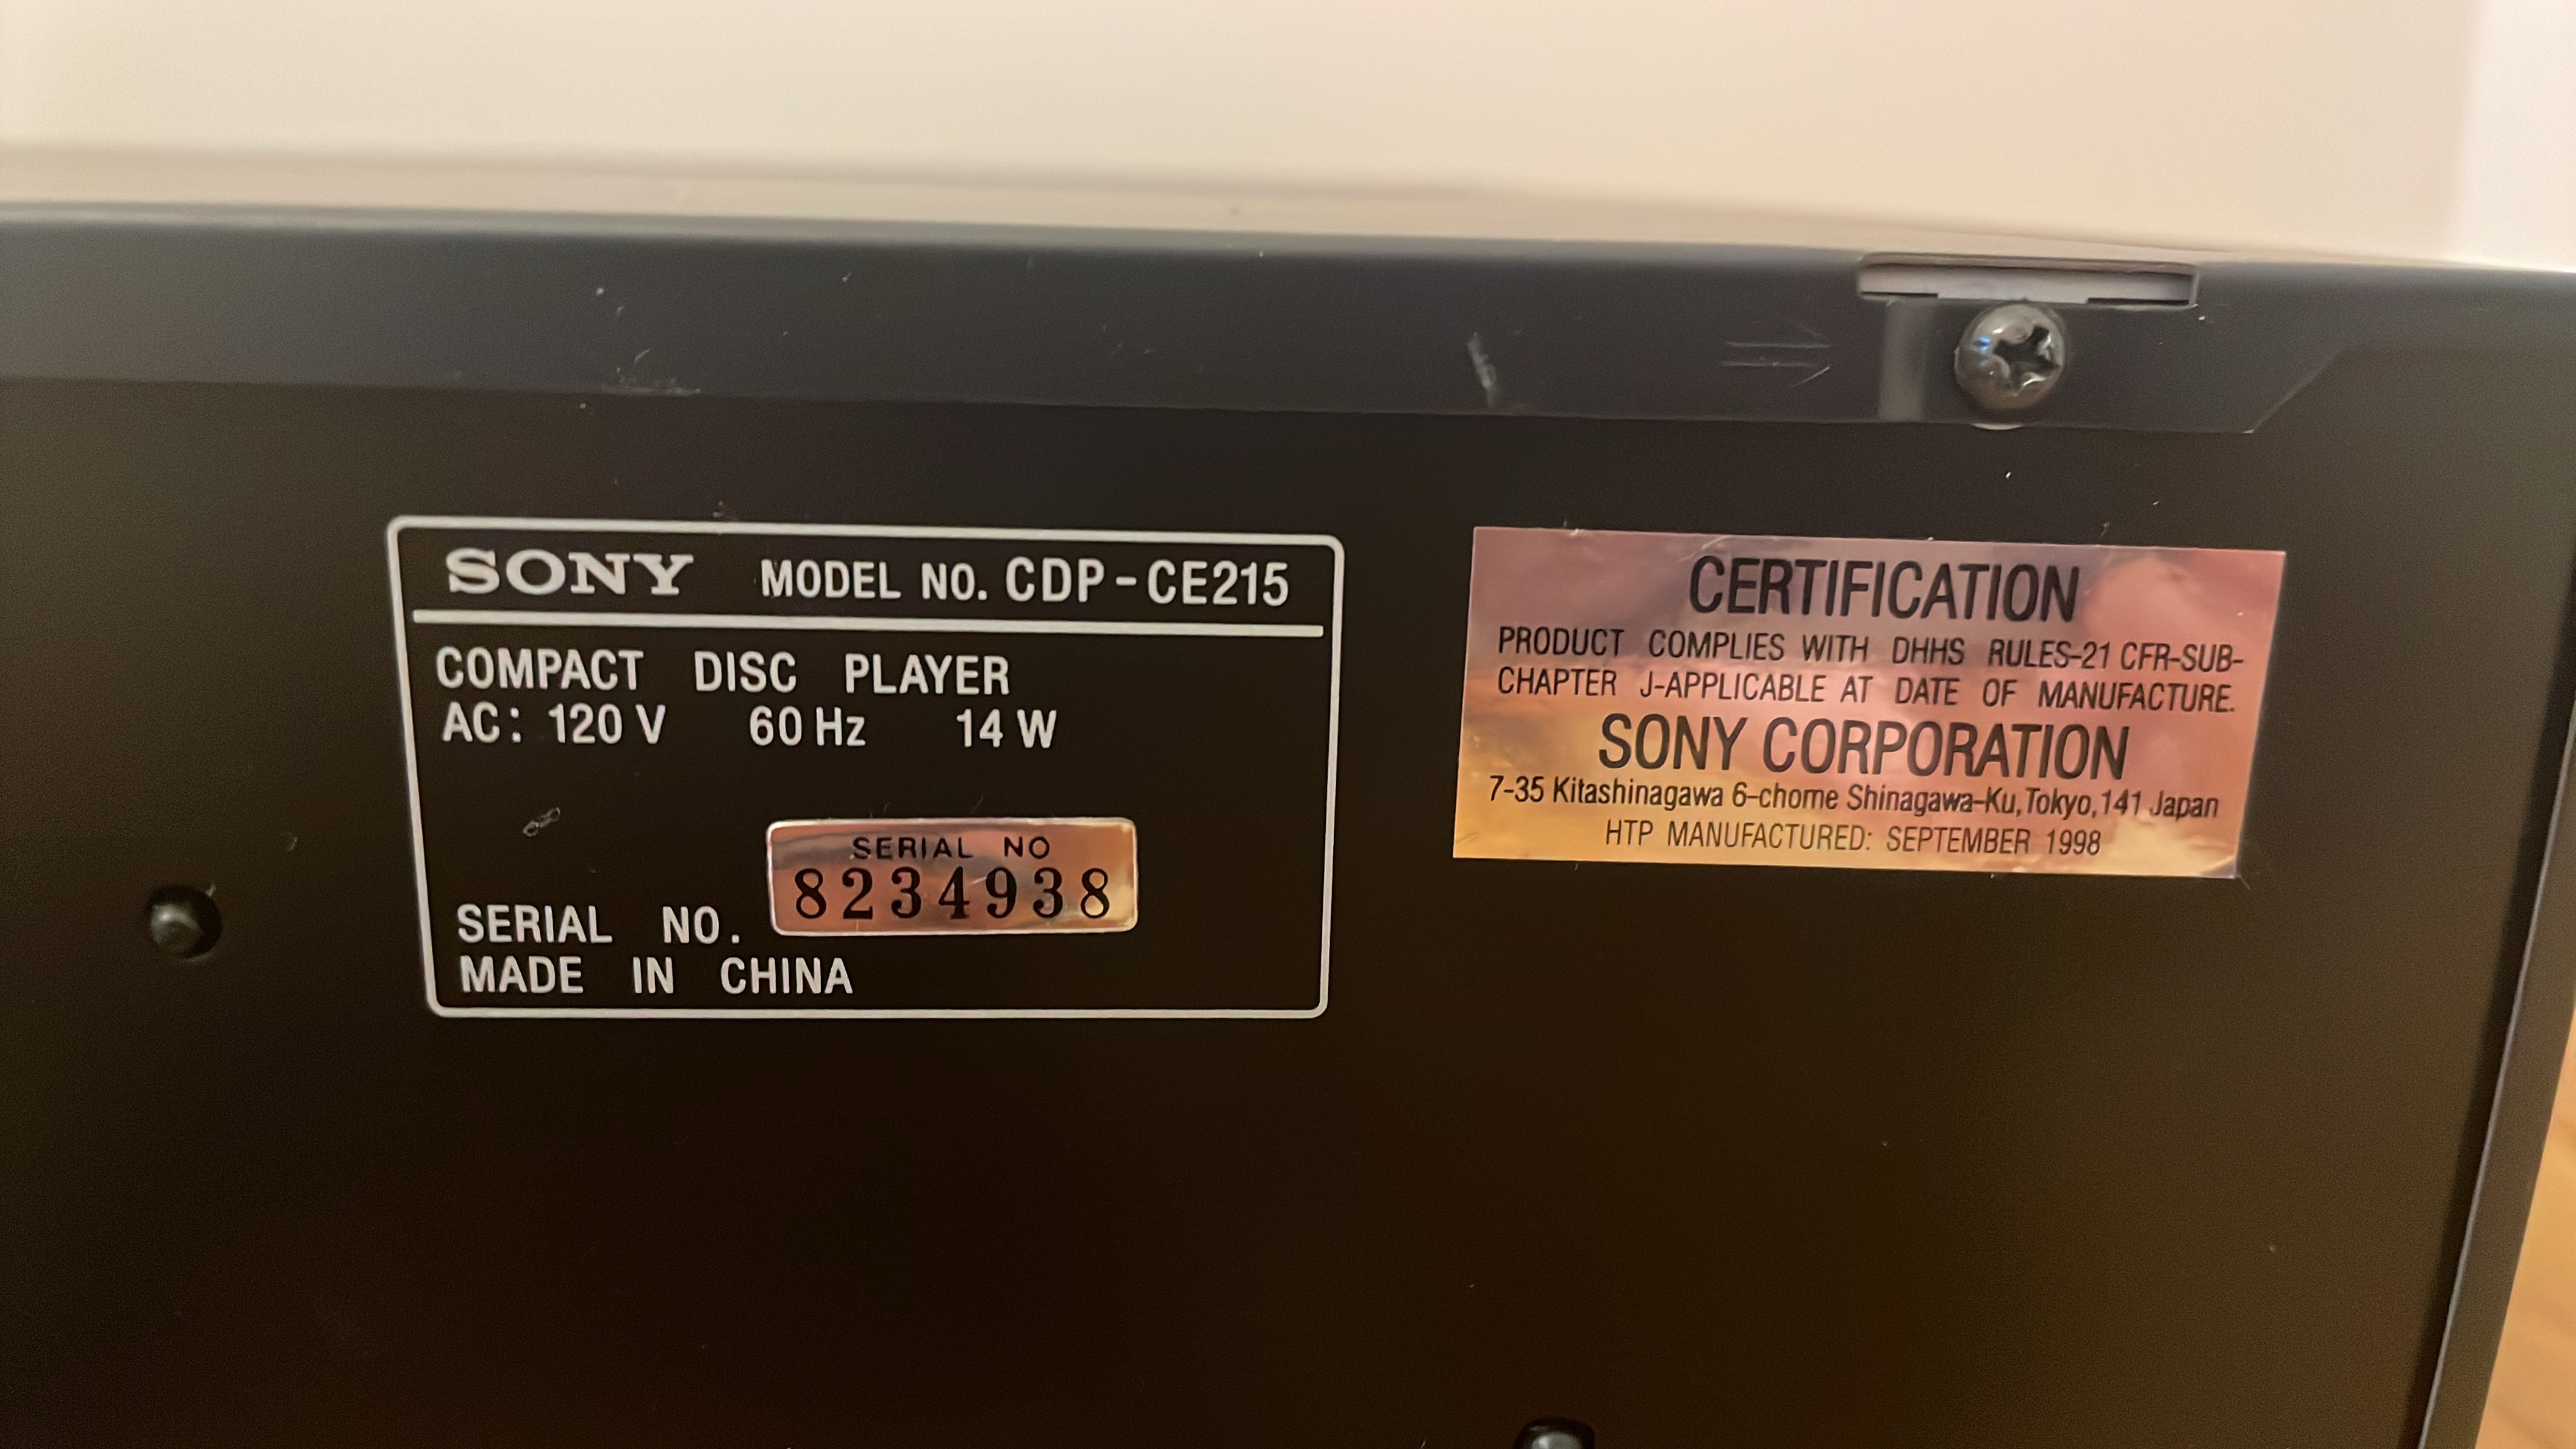 SONY MODEL NO. CDP-CE215
COMPACT DISC PLAYER
AC: 120 V 60 Hz 14 W
SERIAL NO
8234938
SERIAL NO.
MADE IN CHINA
CERTIFICATION
PRODUCT COMPLIES WITH DHHS RULES-21 CFR-SUB-
CHAPTER J-APPLICABLE AT DATE OF MANUFACTURE.
SONY CORPORATION
7-35 Kitashinagawa 6-chome Shinagawa-Ku, Tokyo, 141 Japan
HTP MANUFACTURED: SEPTEMBER 1998